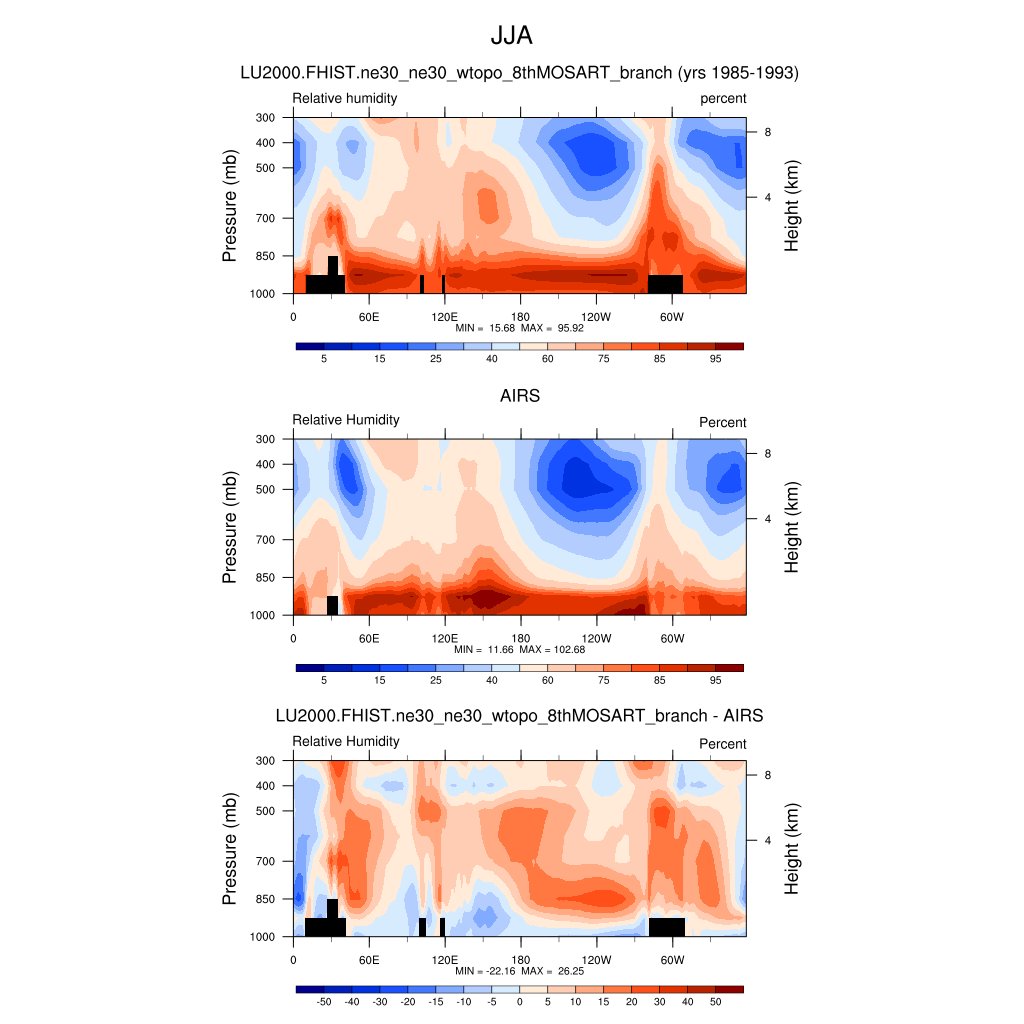 JJA
LU2000.FHIST.ne30_ne30_wtopo_8thMOSART_branch (yrs 1985-1993)
Relative humidity percent
300 400 500 700 850 1000
Pressure (mb)
8 4
Height (km)
0 60E 120E 180 120W 60W
MIN = 15.68 MAX = 95.92
5 15 25 40 60 75 85 95
AIRS
Relative Humidity Percent
300 400 500 700 850 1000
Pressure (mb)
8 4
Height (km)
0 60E 120E 180 120W 60W
MIN = 11.66 MAX = 102.68
5 15 25 40 60 75 85 95
LU2000.FHIST.ne30_ne30_wtopo_8thMOSART_branch - AIRS
Relative Humidity Percent
300 400 500 700 850 1000
Pressure (mb)
8 4
Height (km)
0 60E 120E 180 120W 60W
MIN = -22.16 MAX = 26.25
-50 -40 -30 -20 -15 -10 -5 0 5 10 15 20 30 40 50